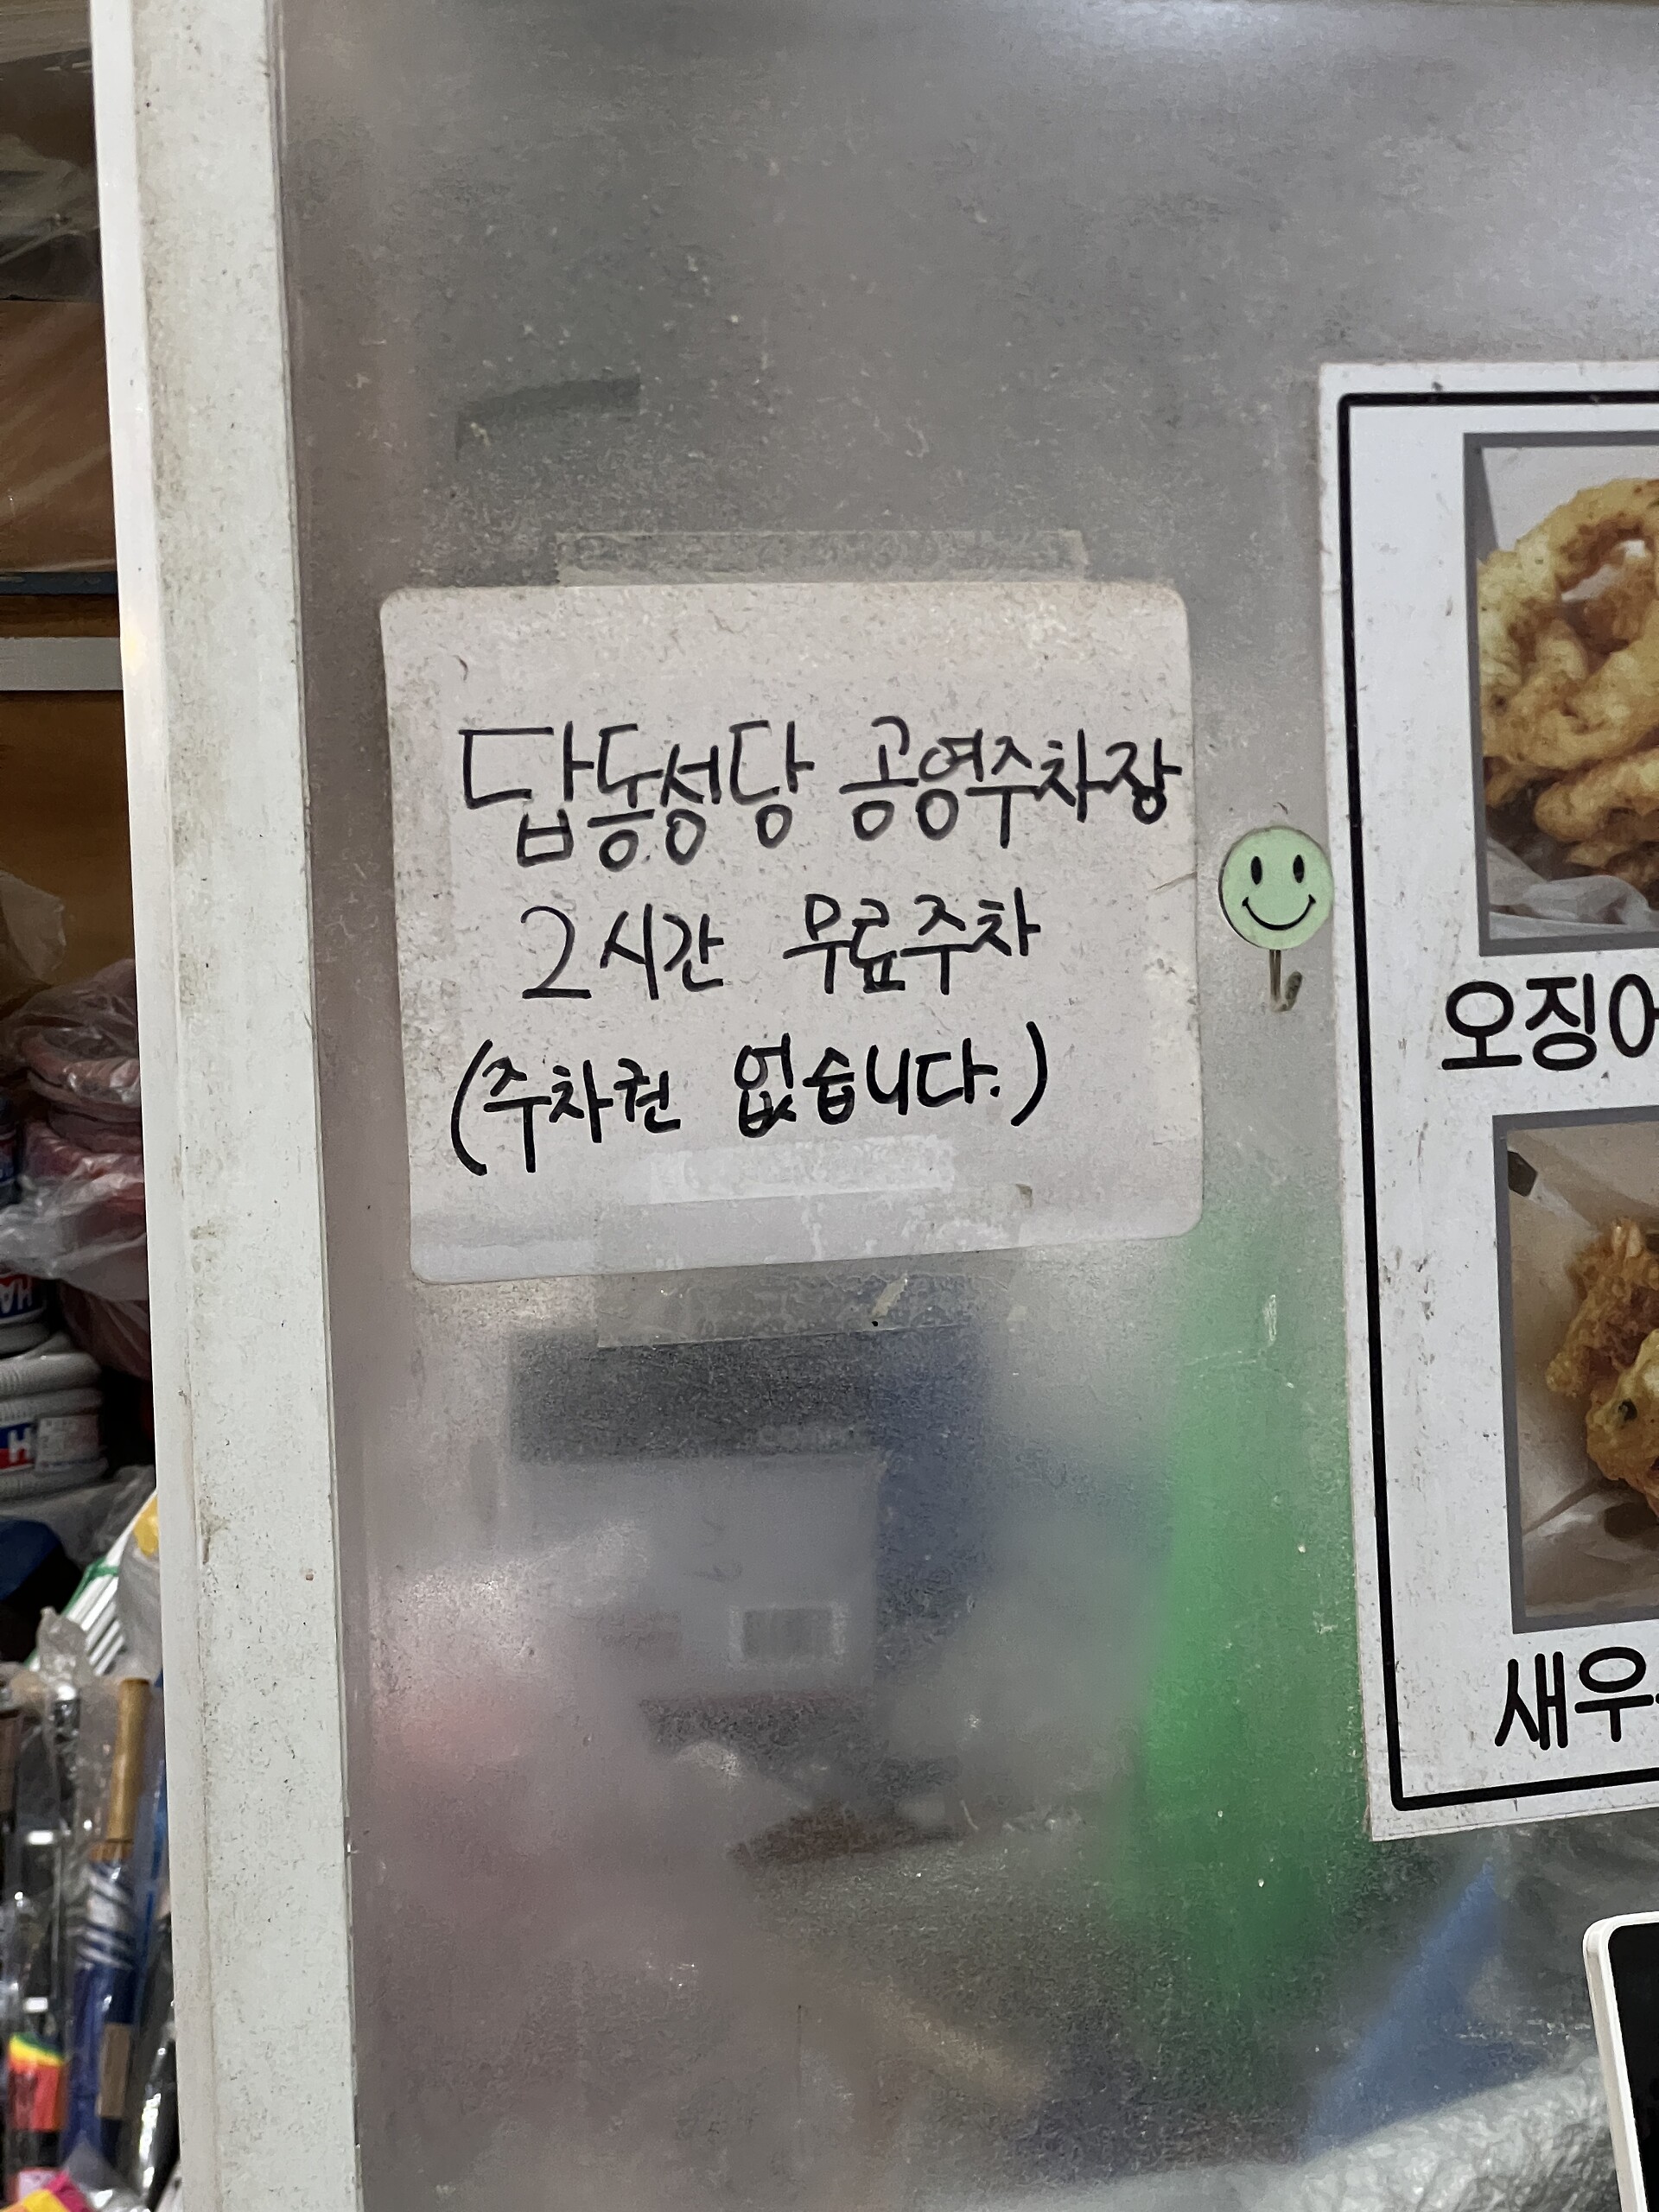 답동성당 공영주차장
2시간 무료주차
(주차권 없습니다.)
오징어
새우